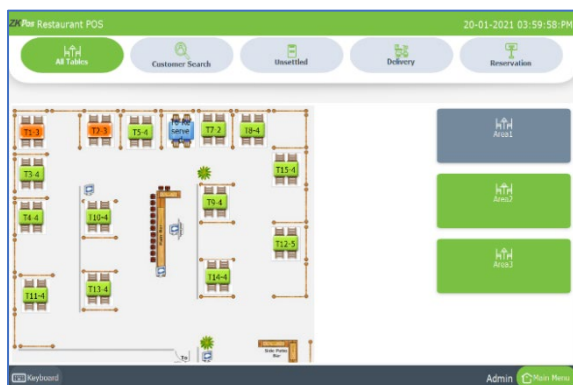 ZKPos Restaurant POS
20-01-2021 03:59:58:PM
All Tables
Customer Search
Unsettled
Delivery
Reservation
T1-3
T2-3
T5-4
serve
T7-2
T8-4
T3-4
T15-4
T4-4
T10-4
T9-4
T12-5
T11-4
T13-4
T14-4
Area1
Area2
Area3
To
Keyboard
Admin
Main Menu